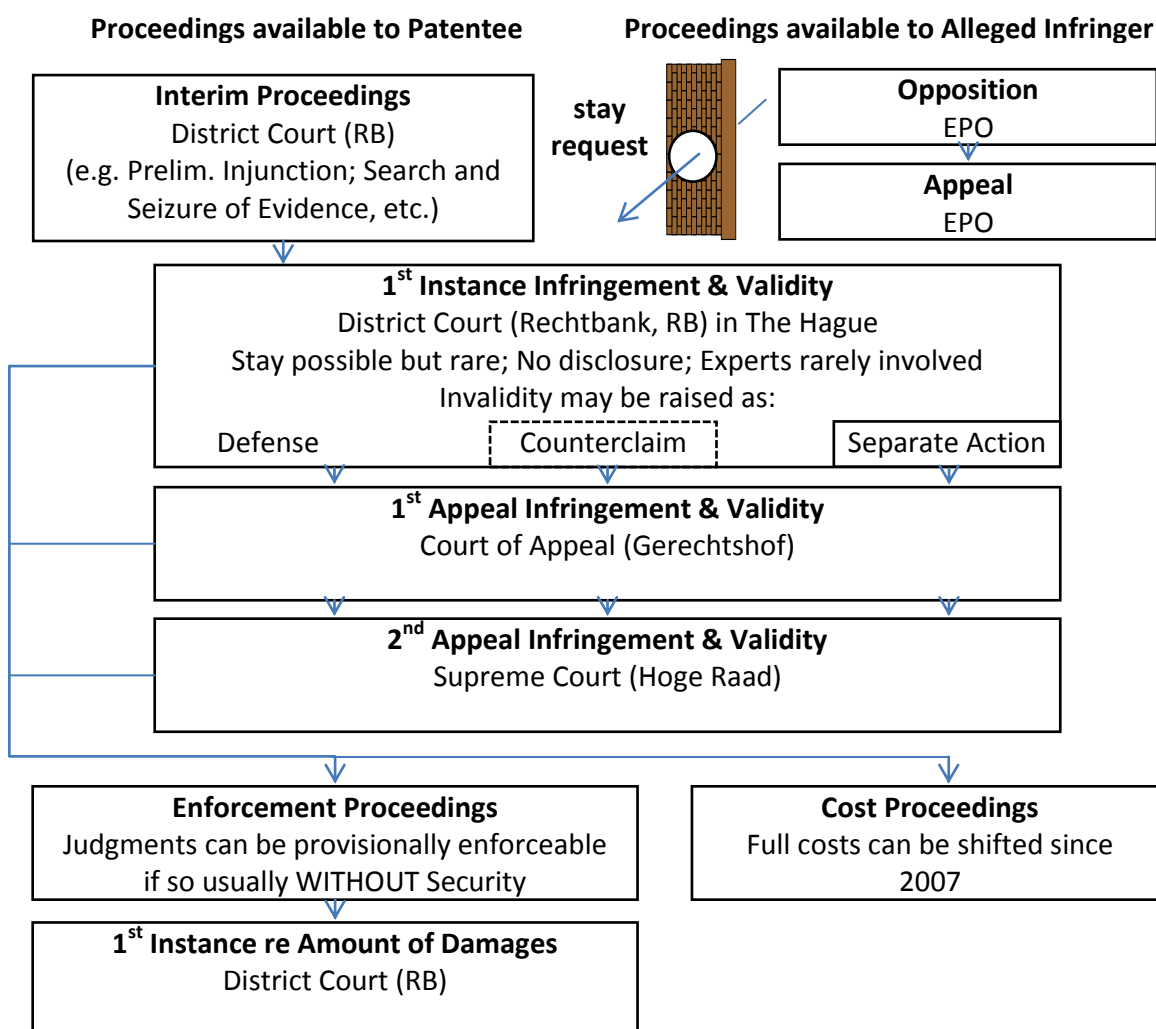 Proceedings available to Patentee
Proceedings available to Alleged Infringer
Interim Proceedings
District Court (RB)
(e.g. Prelim. Injunction; Search and
Seizure of Evidence, etc.)
stay
request
Opposition
EPO
Appeal
EPO
1st Instance Infringement & Validity
District Court (Rechtbank, RB) in The Hague
Stay possible but rare; No disclosure; Experts rarely involved
Invalidity may be raised as:
Defense
Counterclaim
Separate Action
1st Appeal Infringement & Validity
Court of Appeal (Gerechtshof)
2nd Appeal Infringement & Validity
Supreme Court (Hoge Raad)
Enforcement Proceedings
Judgments can be provisionally enforceable
if so usually WITHOUT Security
Cost Proceedings
Full costs can be shifted since
2007
1st Instance re Amount of Damages
District Court (RB)